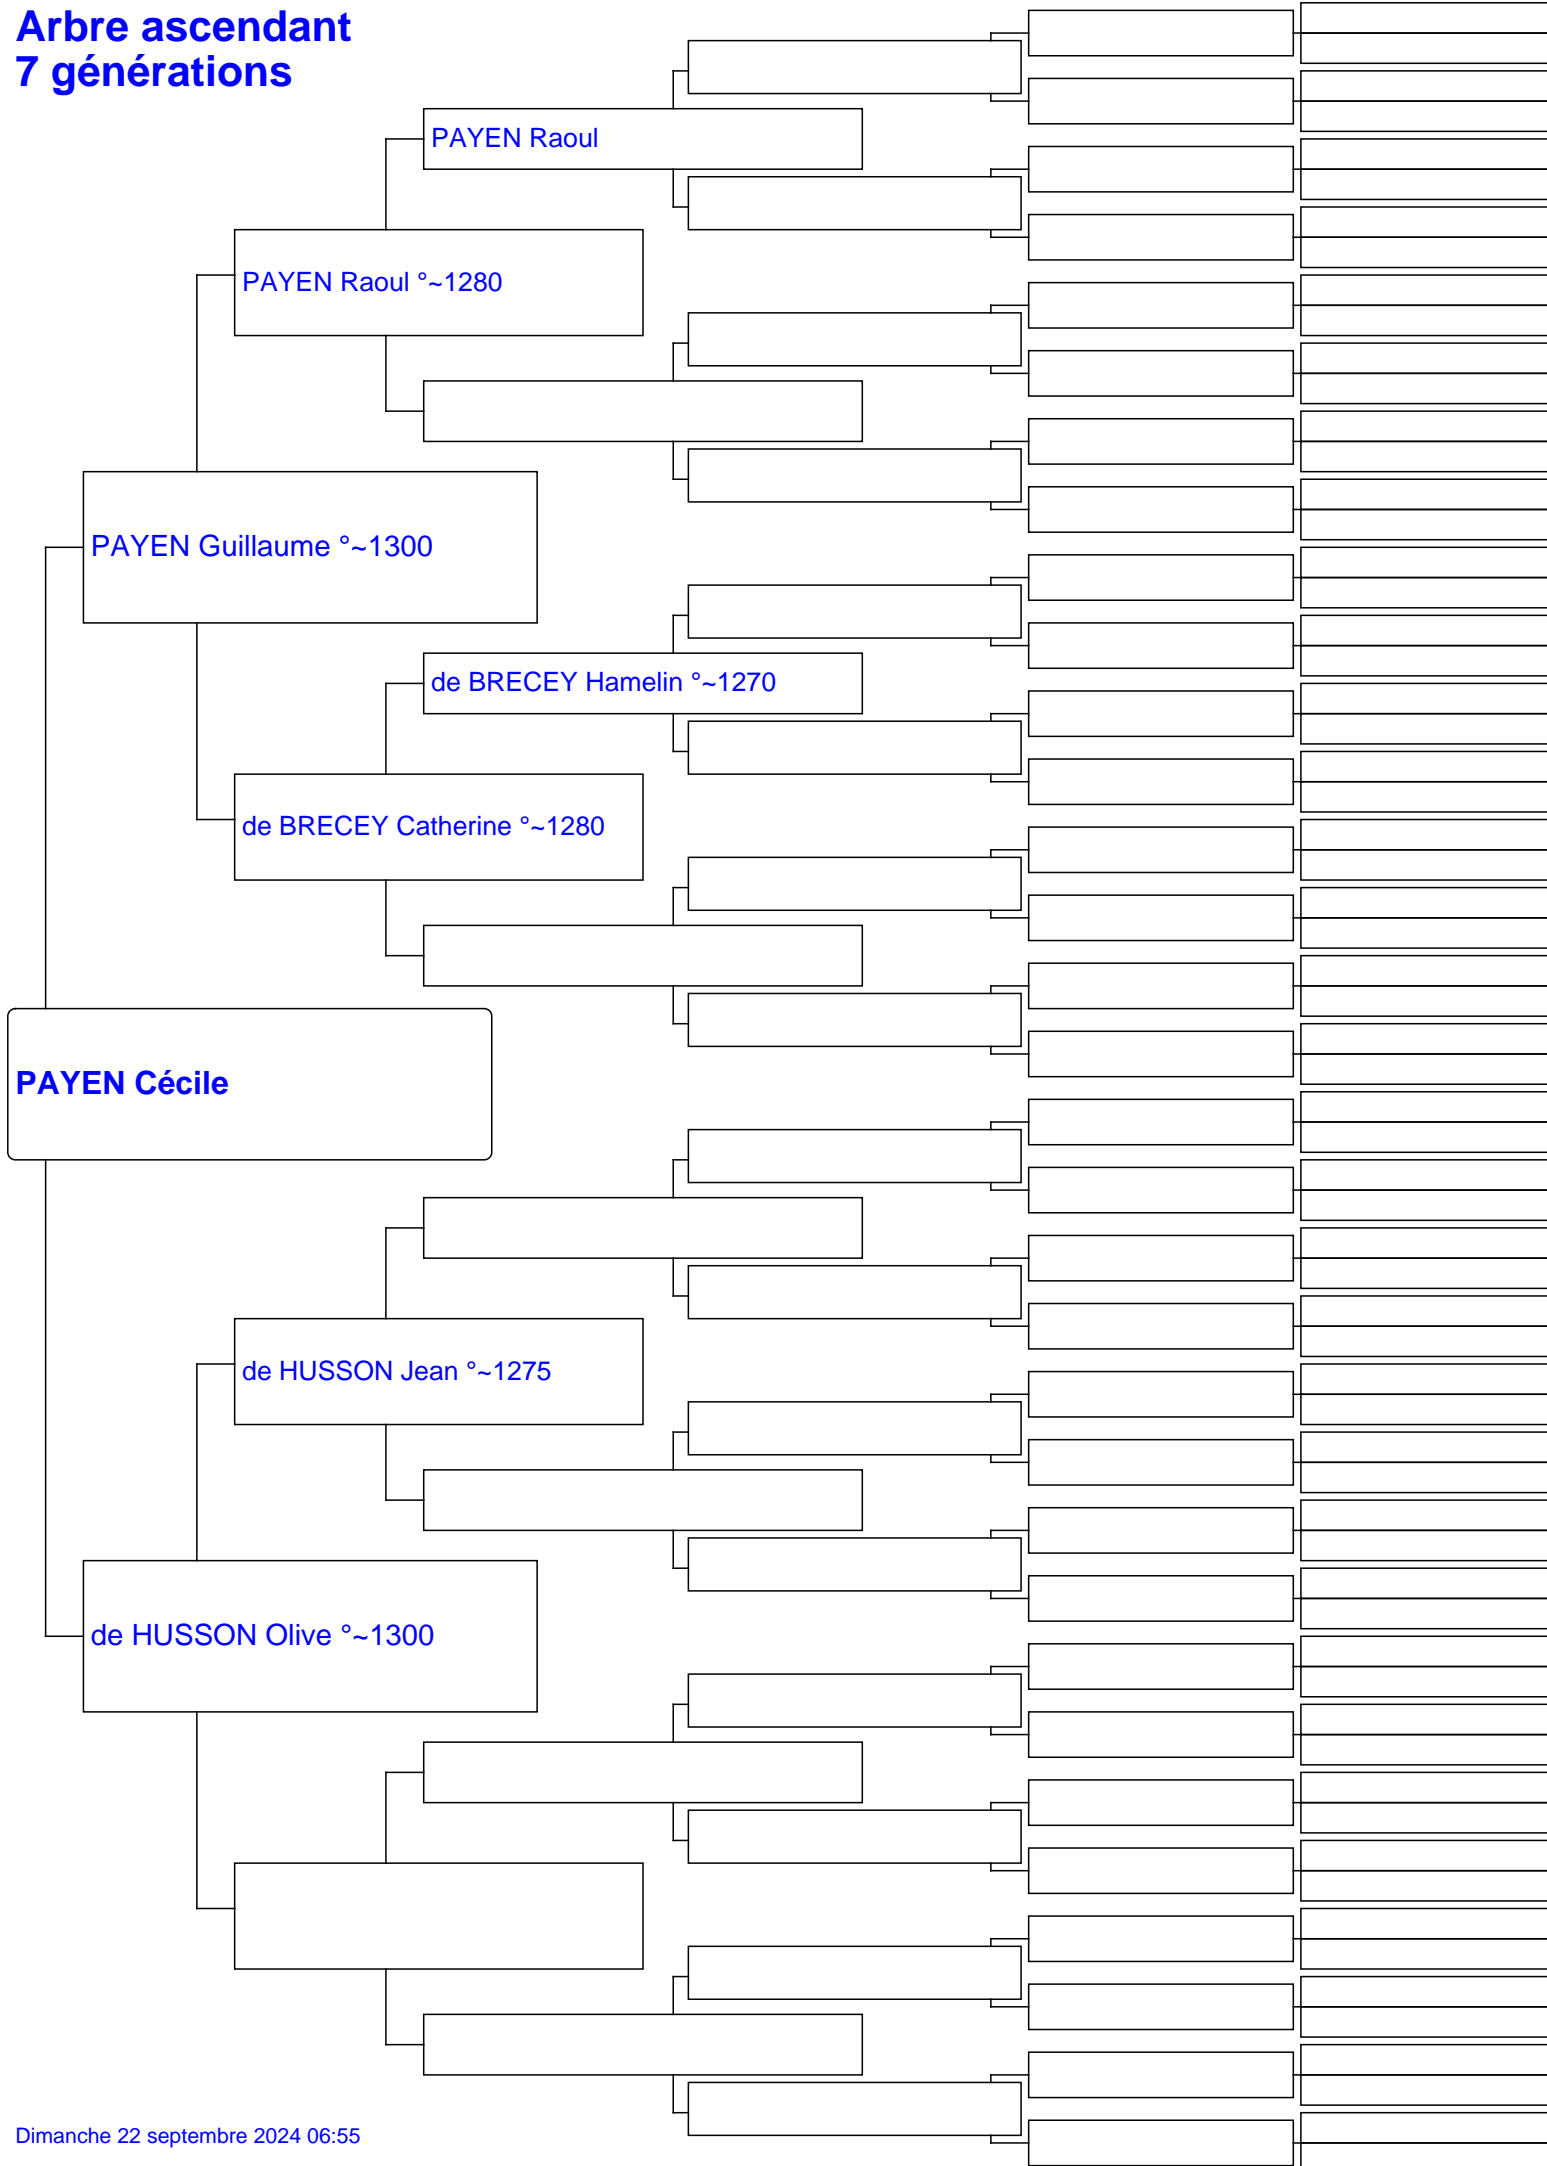 Arbre ascendant
7 générations
PAYEN Raoul
PAYEN Raoul °~1280
PAYEN Guillaume °~1300
de BRECEY Hamelin °~1270
de BRECEY Catherine °~1280
PAYEN Cécile
de HUSSON Jean °~1275
de HUSSON Olive °~1300
Dimanche 22 septembre 2024 06:55